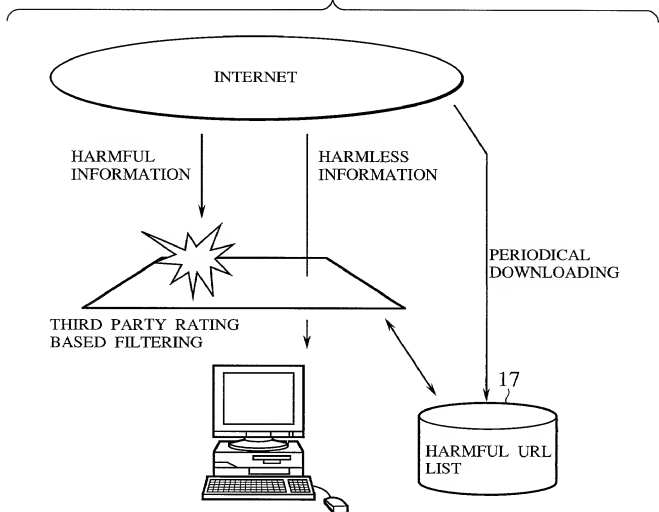 INTERNET
HARMFUL
INFORMATION
HARMLESS
INFORMATION
PERIODICAL
DOWNLOADING
THIRD PARTY RATING
BASED FILTERING
17
HARMFUL URL
LIST